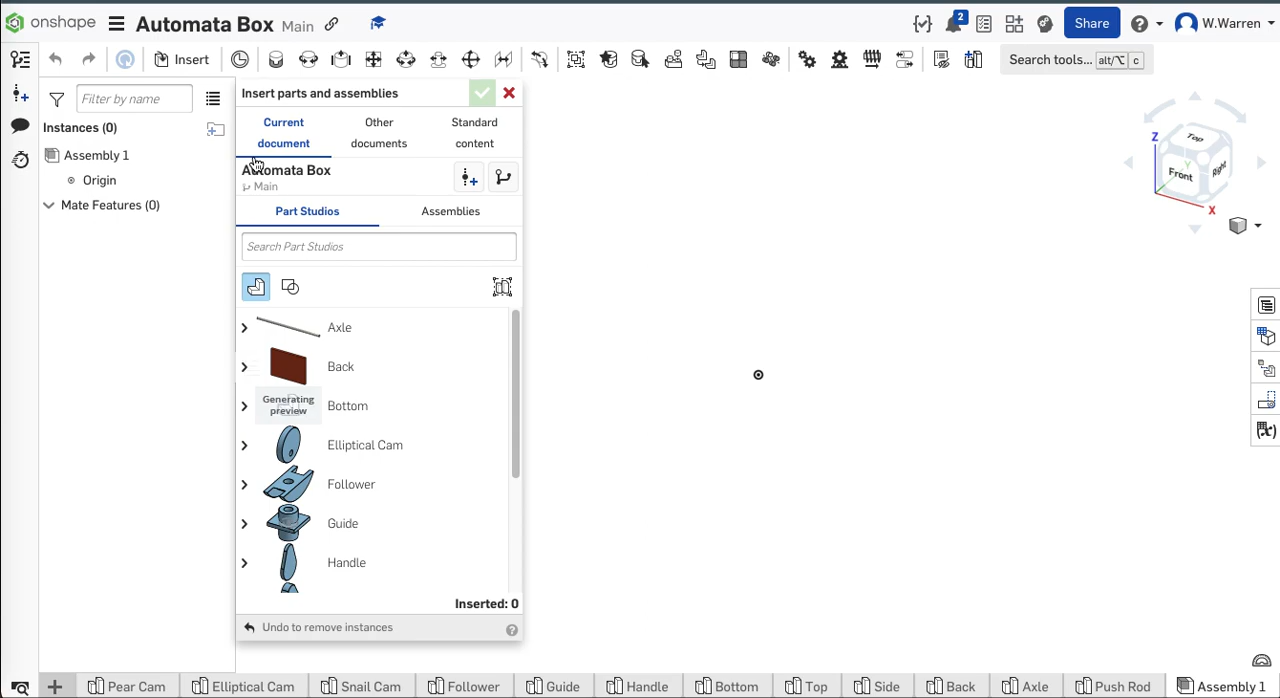 onshape Automata Box Main 2 Share W.Warren
Insert Search tools... alt/⌥ c
Filter by name
Instances (0)
Assembly 1
Origin
Mate Features (0)
Insert parts and assemblies
Current document
Other documents
Standard content
Automata Box
Main
Part Studios Assemblies
Search Part Studios
Axle
Back
Generating preview Bottom
Elliptical Cam
Follower
Guide
Handle
Inserted: 0
Undo to remove instances
Top
Front
Right
Z
Y
X
Pear Cam Elliptical Cam Snail Cam Follower Guide Handle Bottom Top Side Back Axle Push Rod Assembly 1